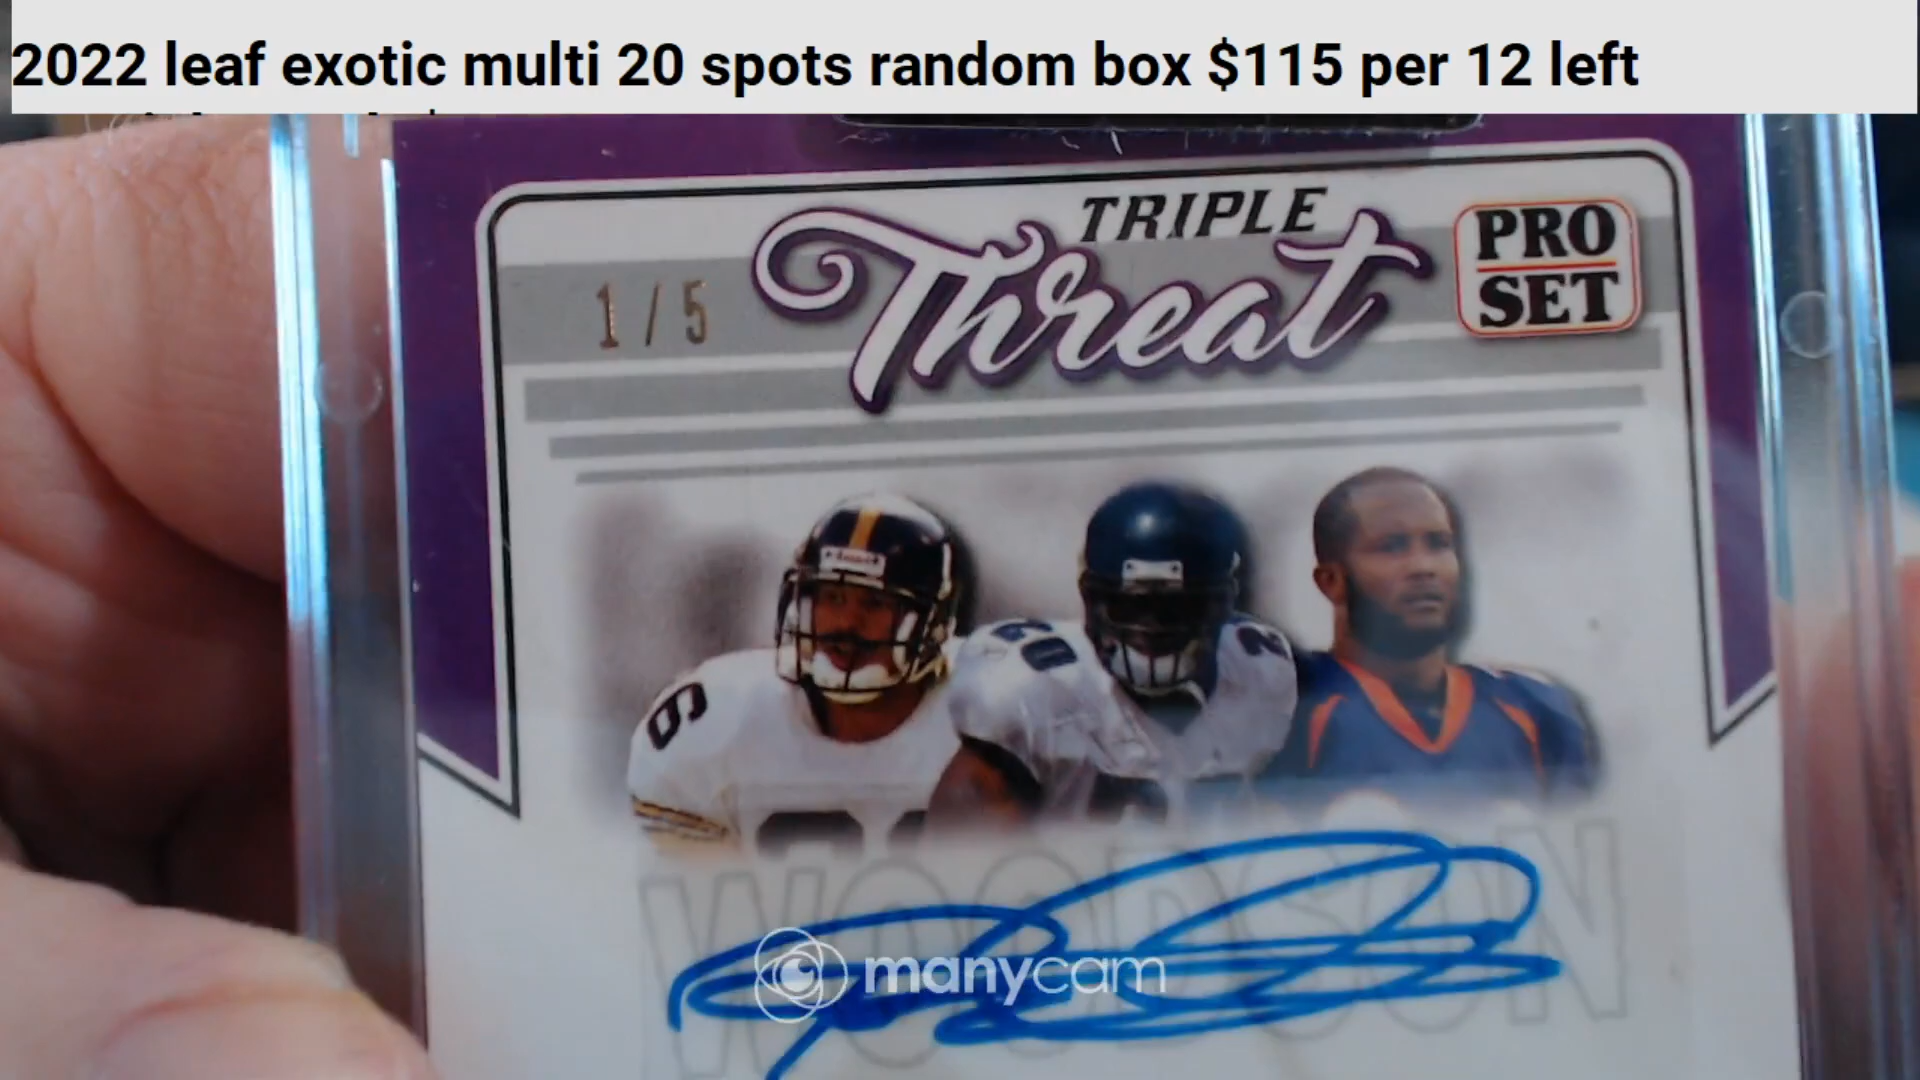 2022 leaf exotic multi 20 spots random box $115 per 12 left
TRIPLE
Threat
PRO
SET
1 / 5
WOODSON
manycam